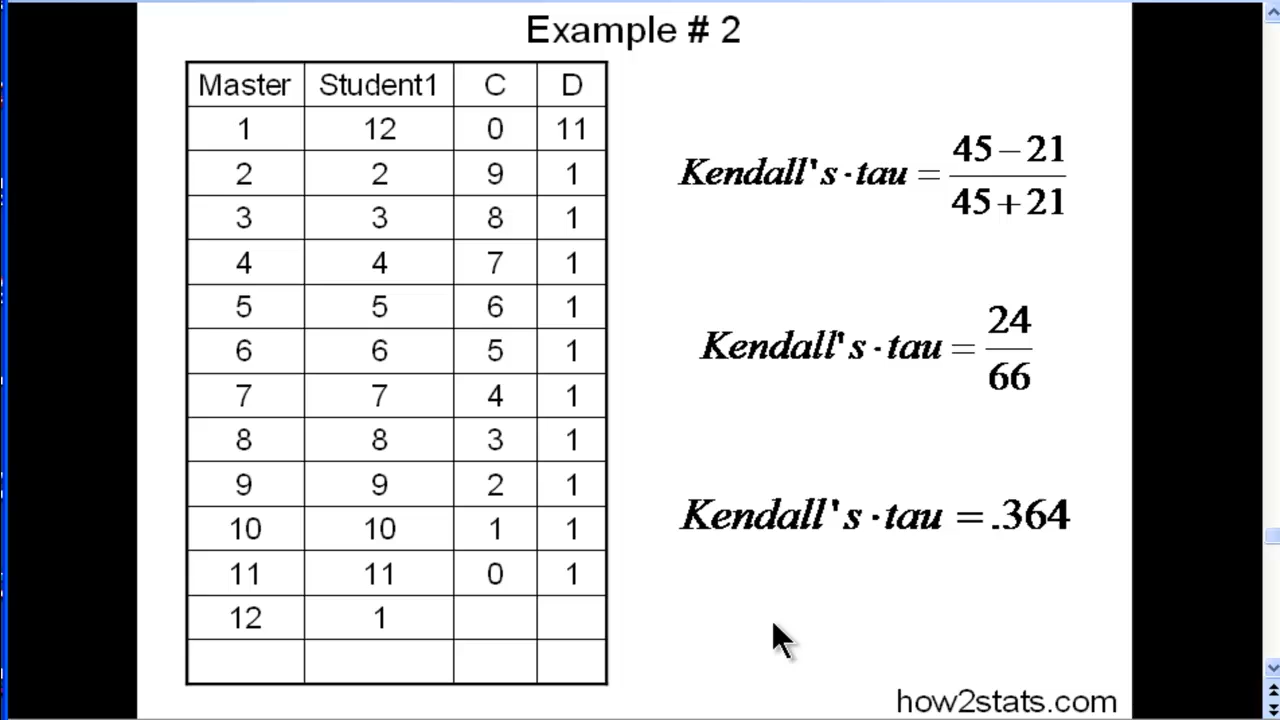 Example # 2
Master Student1 C D
1 12 0 11
2 2 9 1
3 3 8 1
4 4 7 1
5 5 6 1
6 6 5 1
7 7 4 1
8 8 3 1
9 9 2 1
10 10 1 1
11 11 0 1
12 1
Kendall's·tau = 45−21
45+21
Kendall's·tau = 24
66
Kendall's·tau = .364
how2stats.com